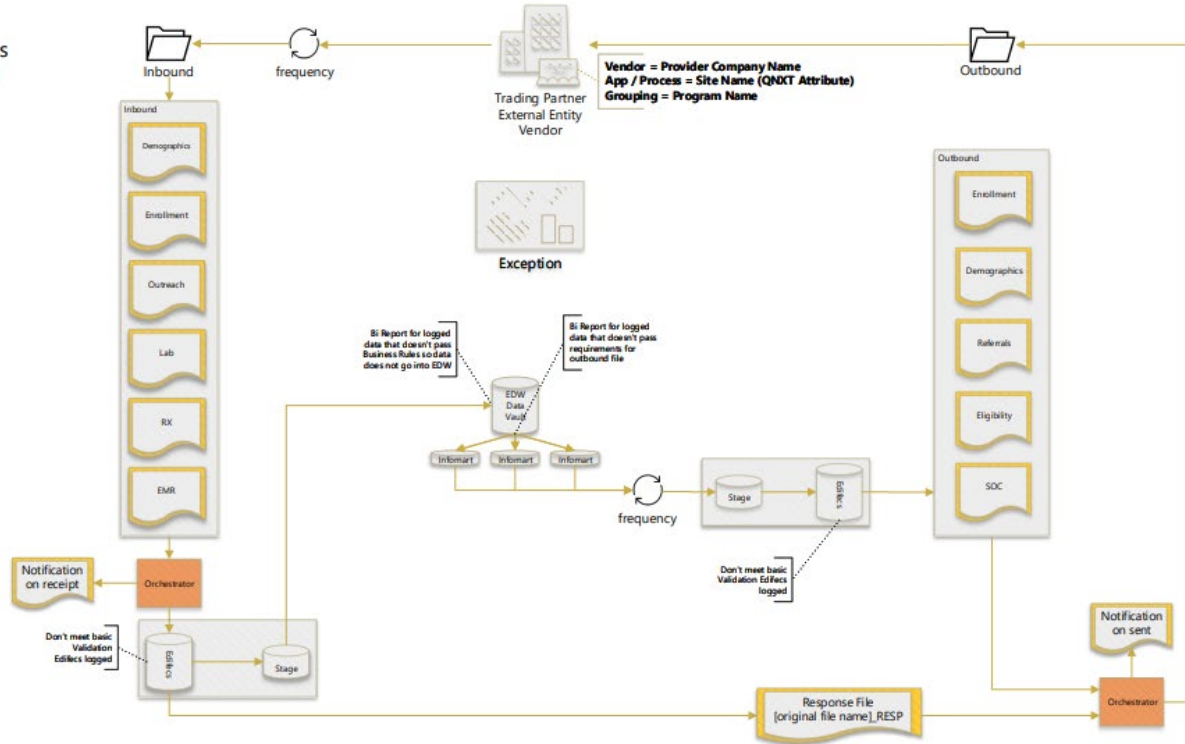 s
Inbound
frequency
Trading Partner
External Entity
Vendor
Vendor = Provider Company Name
App / Process = Site Name (QNXT Attribute)
Grouping = Program Name
Outbound
Inbound
Demographics
Enrollment
Outreach
Lab
RX
EMR
Exception
Outbound
Enrollment
Demographics
Referrals
Eligibility
SOC
Bi Report for logged
data that doesn't pass
Business Rules so data
does not go into EDW
Bi Report for logged
data that doesn't pass
requirements for
outbound file
EDW
Data
Vault
Infomart
Infomart
Infomart
frequency
Stage
Edifecs
Don't meet basic
Validation Edifecs
logged
Notification
on receipt
Orchestrator
Don't meet basic
Validation
Edifecs logged
Edifecs
Stage
Response File
[original file name]_RESP
Notification
on sent
Orchestrator